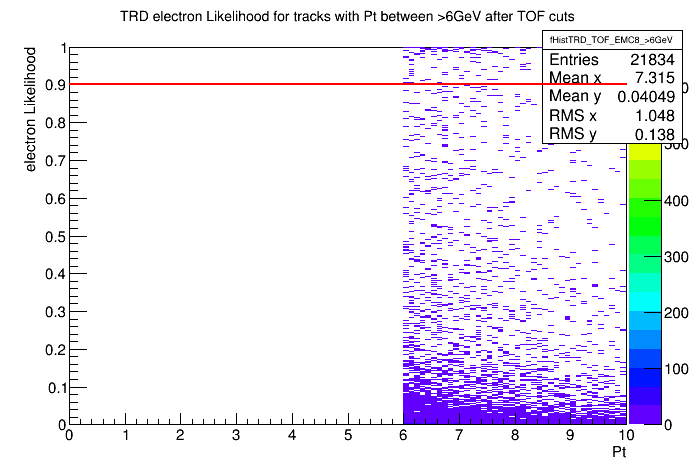 TRD electron Likelihood for tracks with Pt between >6GeV after TOF cuts
fHistTRD_TOF_EMC8_>6GeV
Entries 21834
Mean x 7.315
Mean y 0.04049
RMS x 1.048
RMS y 0.138
electron Likelihood
1
0.9
0.8
0.7
0.6
0.5
0.4
0.3
0.2
0.1
0
0 1 2 3 4 5 6 7 8 9 10
Pt
400
300
200
100
0